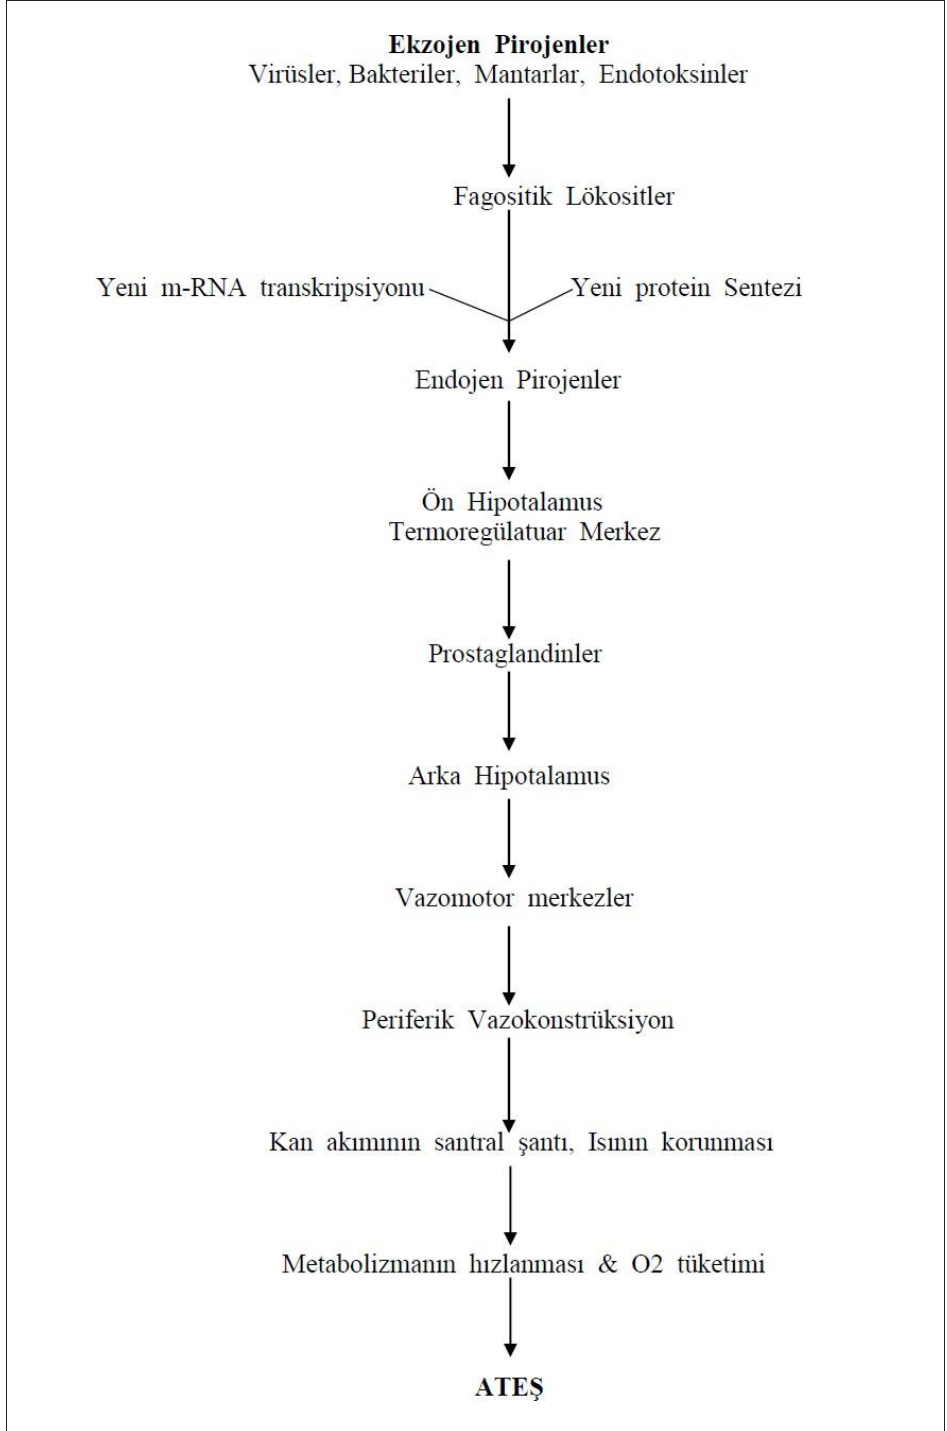 Ekzojen Pirojenler
Virüsler, Bakteriler, Mantarlar, Endotoksinler
Fagositik Lökositler
Yeni m-RNA transkripsiyonu
Yeni protein Sentezi
Endojen Pirojenler
Ön Hipotalamus
Termoregülatuar Merkez
Prostaglandinler
Arka Hipotalamus
Vazomotor merkezler
Periferik Vazokonstrüksiyon
Kan akımının santral şantı, Isının korunması
Metabolizmanın hızlanması & O2 tüketimi
ATEŞ